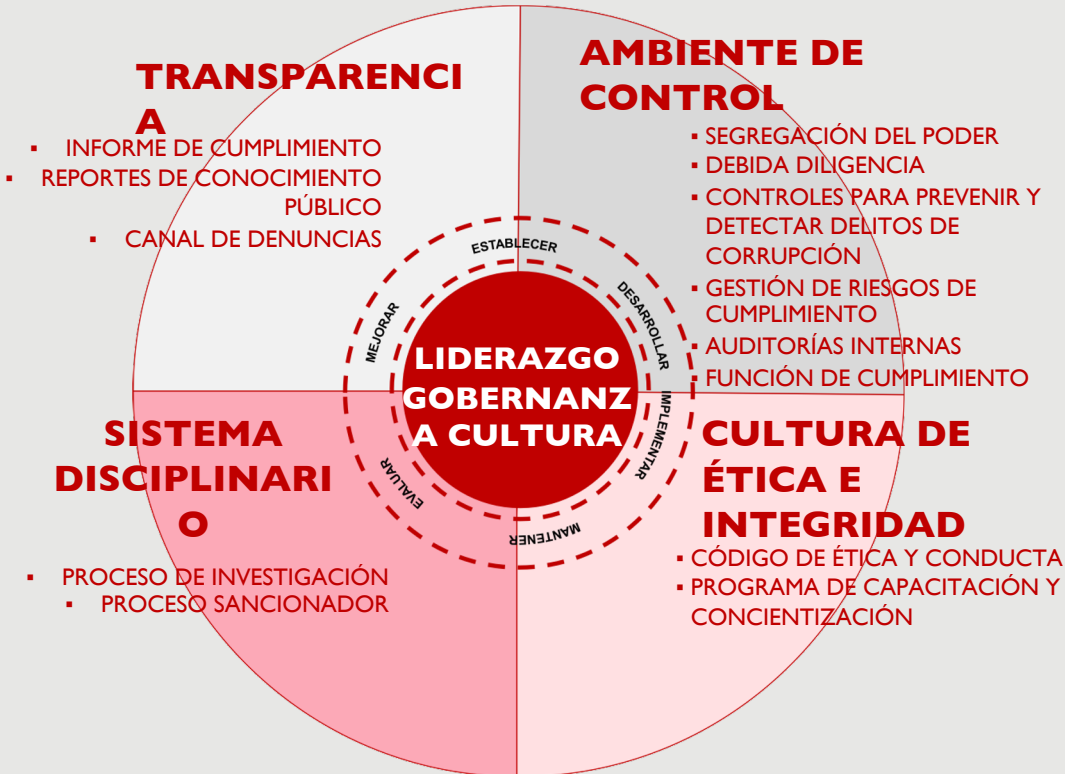 TRANSPARENCI
A
▪ INFORME DE CUMPLIMIENTO
▪ REPORTES DE CONOCIMIENTO
PÚBLICO
▪ CANAL DE DENUNCIAS
AMBIENTE DE
CONTROL
▪ SEGREGACIÓN DEL PODER
▪ DEBIDA DILIGENCIA
▪ CONTROLES PARA PREVENIR Y
DETECTAR DELITOS DE
CORRUPCIÓN
▪ GESTIÓN DE RIESGOS DE
CUMPLIMIENTO
▪ AUDITORÍAS INTERNAS
▪ FUNCIÓN DE CUMPLIMIENTO
ESTABLECER
DESARROLLAR
IMPLEMENTAR
MANTENER
EVALUAR
MEJORAR
LIDERAZGO
GOBERNANZ
A CULTURA
SISTEMA
DISCIPLINARI
O
▪ PROCESO DE INVESTIGACIÓN
▪ PROCESO SANCIONADOR
CULTURA DE
ÉTICA E
INTEGRIDAD
▪ CÓDIGO DE ÉTICA Y CONDUCTA
▪ PROGRAMA DE CAPACITACIÓN Y
CONCIENTIZACIÓN